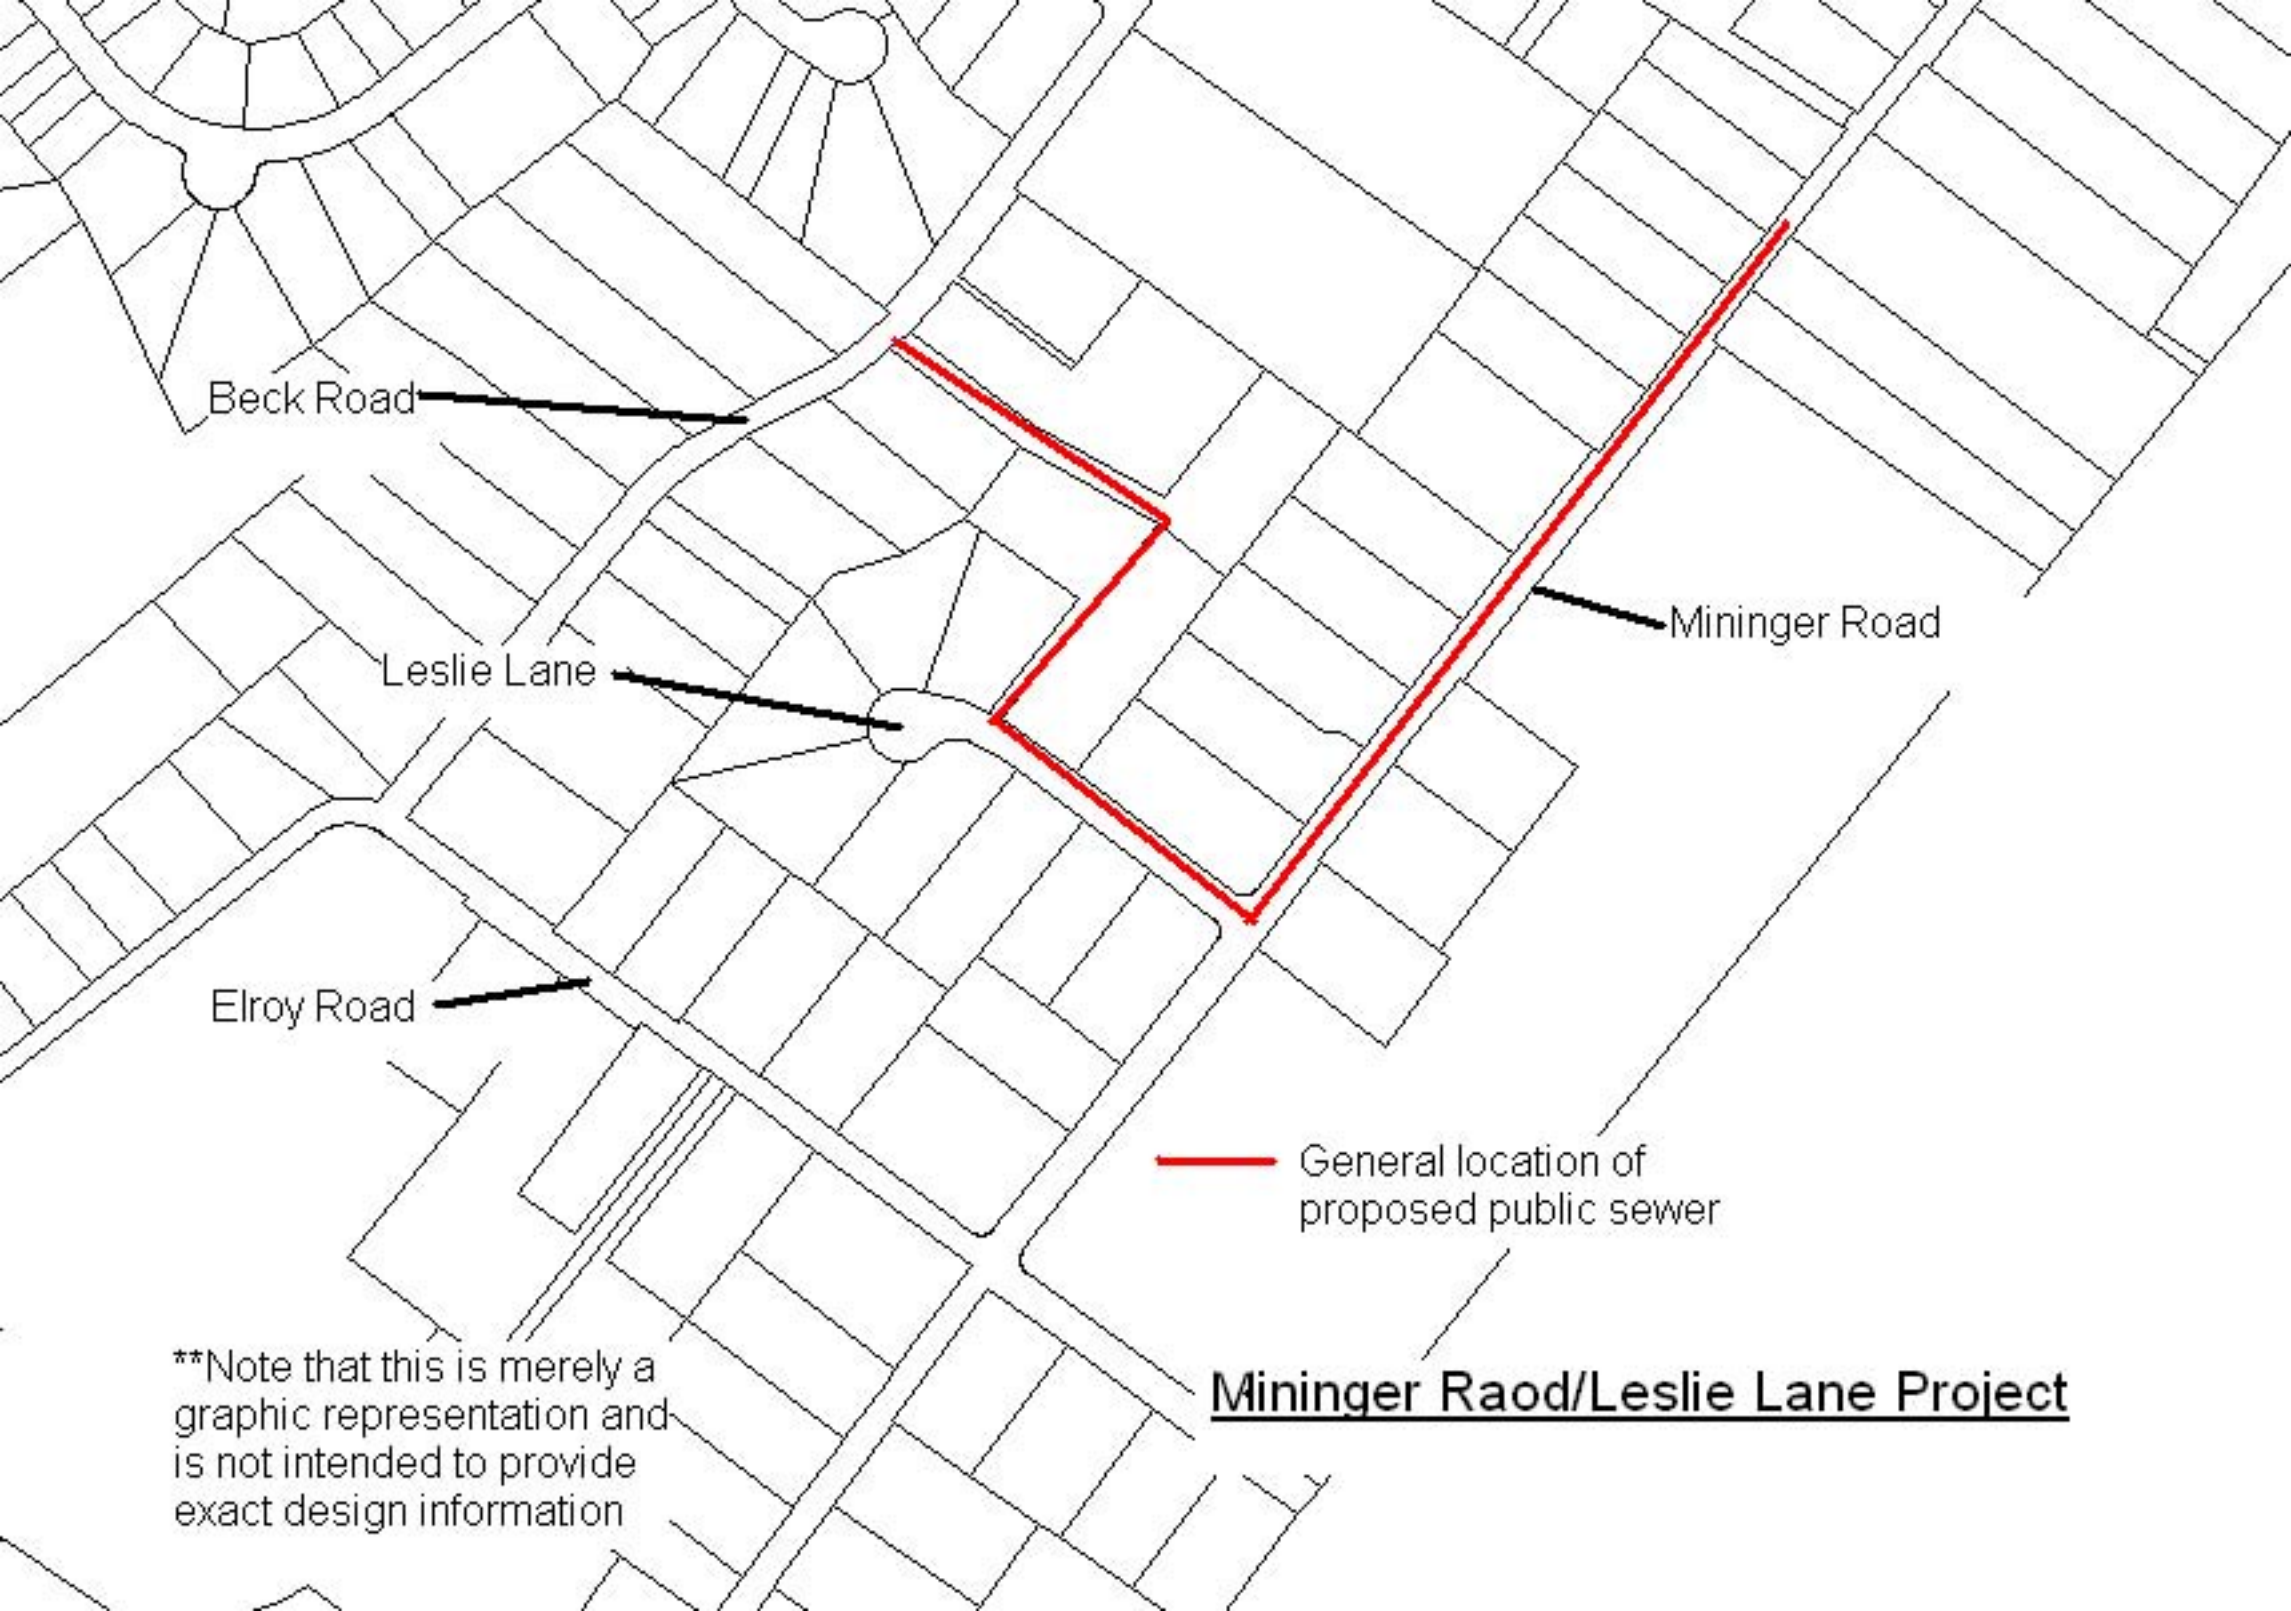 Beck Road
Leslie Lane
Mininger Road
Elroy Road
General location of
proposed public sewer
**Note that this is merely a
graphic representation and
is not intended to provide
exact design information
Mininger Raod/Leslie Lane Project